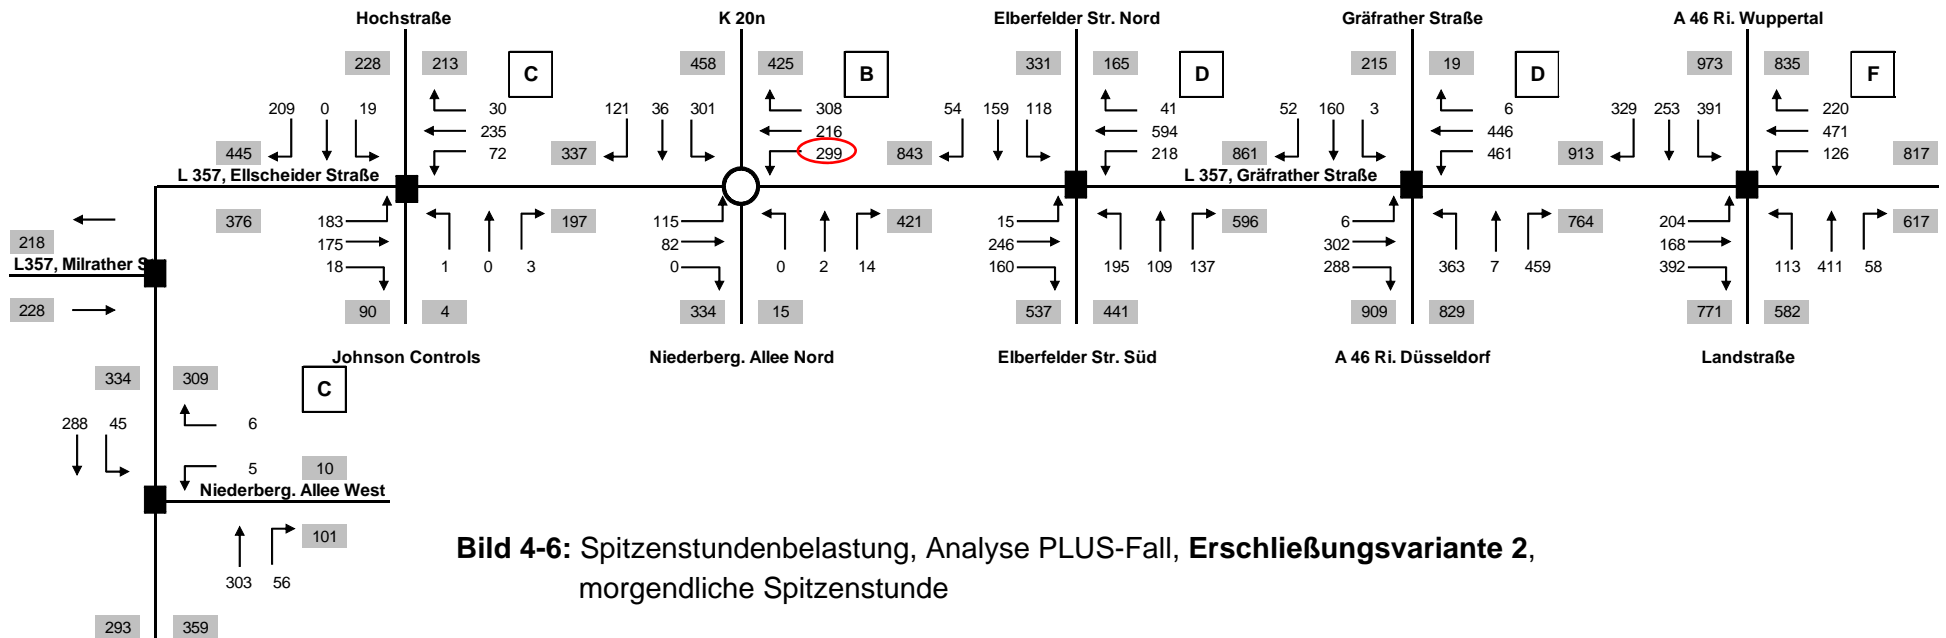 Hochstraße K 20n Elberfelder Str. Nord Gräfrather Straße A 46 Ri. Wuppertal
228 213 C 458 425 B 331 165 D 215 19 D 973 835 F
209 0 19 30 121 36 301 308 54 159 118 41 52 160 3 6 329 253 391 220
235 216 594 446 471
445 72 337 299 843 218 861 461 913 126 817
L 357, Ellscheider Straße L 357, Gräfrather Straße
376 183 197 115 421 15 596 6 764 204 617
175 82 246 302 168
218
L357, Milrather S 18 1 0 3 0 0 2 14 160 195 109 137 288 363 7 459 392 113 411 58
228 90 4 334 15 537 441 909 829 771 582
Johnson Controls Niederberg. Allee Nord Elberfelder Str. Süd A 46 Ri. Düsseldorf Landstraße
334 309 C
288 45 6
5 10
Niederberg. Allee West
101
303 56
293 359
Bild 4-6: Spitzenstundenbelastung, Analyse PLUS-Fall, Erschließungsvariante 2,
morgendliche Spitzenstunde